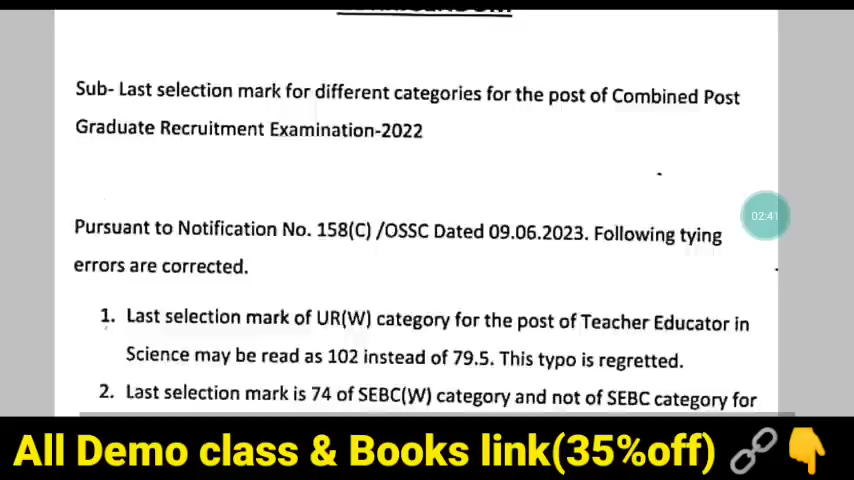 Sub- Last selection mark for different categories for the post of Combined Post
Graduate Recruitment Examination-2022
Pursuant to Notification No. 158(C) /OSSC Dated 09.06.2023. Following tying
errors are corrected.
1. Last selection mark of UR(W) category for the post of Teacher Educator in
Science may be read as 102 instead of 79.5. This typo is regretted.
2. Last selection mark is 74 of SEBC(W) category and not of SEBC category for
02:41
All Demo class & Books link(35%off) 🔗👇